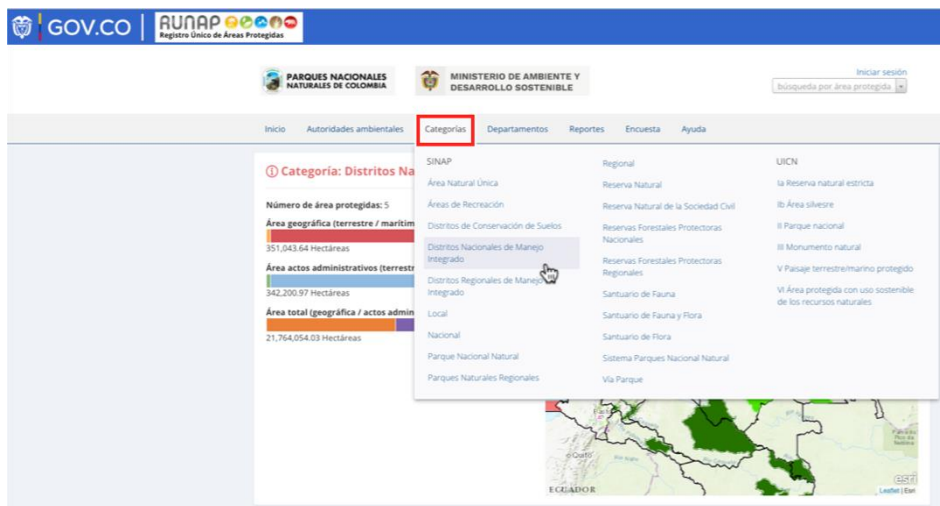 GOV.CO
RUNAP
Registro Único de Áreas Protegidas
PARQUES NACIONALES
NATURALES DE COLOMBIA
MINISTERIO DE AMBIENTE Y
DESARROLLO SOSTENIBLE
Iniciar sesión
búsqueda por área protegida
Inicio Autoridades ambientales Categorías Departamentos Reportes Encuesta Ayuda
Categoría: Distritos Na
Número de área protegidas: 5
Área geográfica (terrestre / marítim
351,043.64 Hectáreas
Área actos administrativos (terrestr
342,200.97 Hectáreas
Área total (geográfica / actos admin
21,764,054.03 Hectáreas
SINAP
Área Natural Única
Áreas de Recreación
Distritos de Conservación de Suelos
Distritos Nacionales de Manejo
Integrado
Distritos Regionales de Manejo
Integrado
Local
Nacional
Parque Nacional Natural
Parques Naturales Regionales
Regional
Reserva Natural
Reserva Natural de la Sociedad Civil
Reservas Forestales Protectoras
Nacionales
Reservas Forestales Protectoras
Regionales
Santuario de Fauna
Santuario de Fauna y Flora
Santuario de Flora
Sistema Parques Nacional Natural
Vía Parque
UICN
Ia Reserva natural estricta
Ib Área silvesre
II Parque nacional
III Monumento natural
V Paisaje terrestre/marino protegido
VI Área protegida con uso sostenible
de los recursos naturales
Quito
ECUADOR
esri
Leaflet | Esri